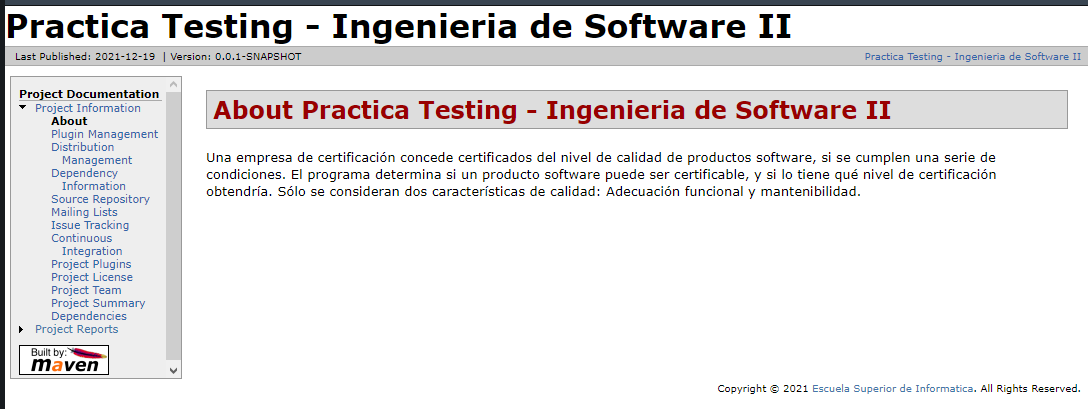 Practica Testing - Ingenieria de Software II
Last Published: 2021-12-19 | Version: 0.0.1-SNAPSHOT
Practica Testing - Ingenieria de Software II
Project Documentation
Project Information
About
Plugin Management
Distribution
Management
Dependency
Information
Source Repository
Mailing Lists
Issue Tracking
Continuous
Integration
Project Plugins
Project License
Project Team
Project Summary
Dependencies
Project Reports
Built by:
maven
About Practica Testing - Ingenieria de Software II
Una empresa de certificación concede certificados del nivel de calidad de productos software, si se cumplen una serie de
condiciones. El programa determina si un producto software puede ser certificable, y si lo tiene qué nivel de certificación
obtendría. Sólo se consideran dos características de calidad: Adecuación funcional y mantenibilidad.
Copyright © 2021 Escuela Superior de Informatica. All Rights Reserved.